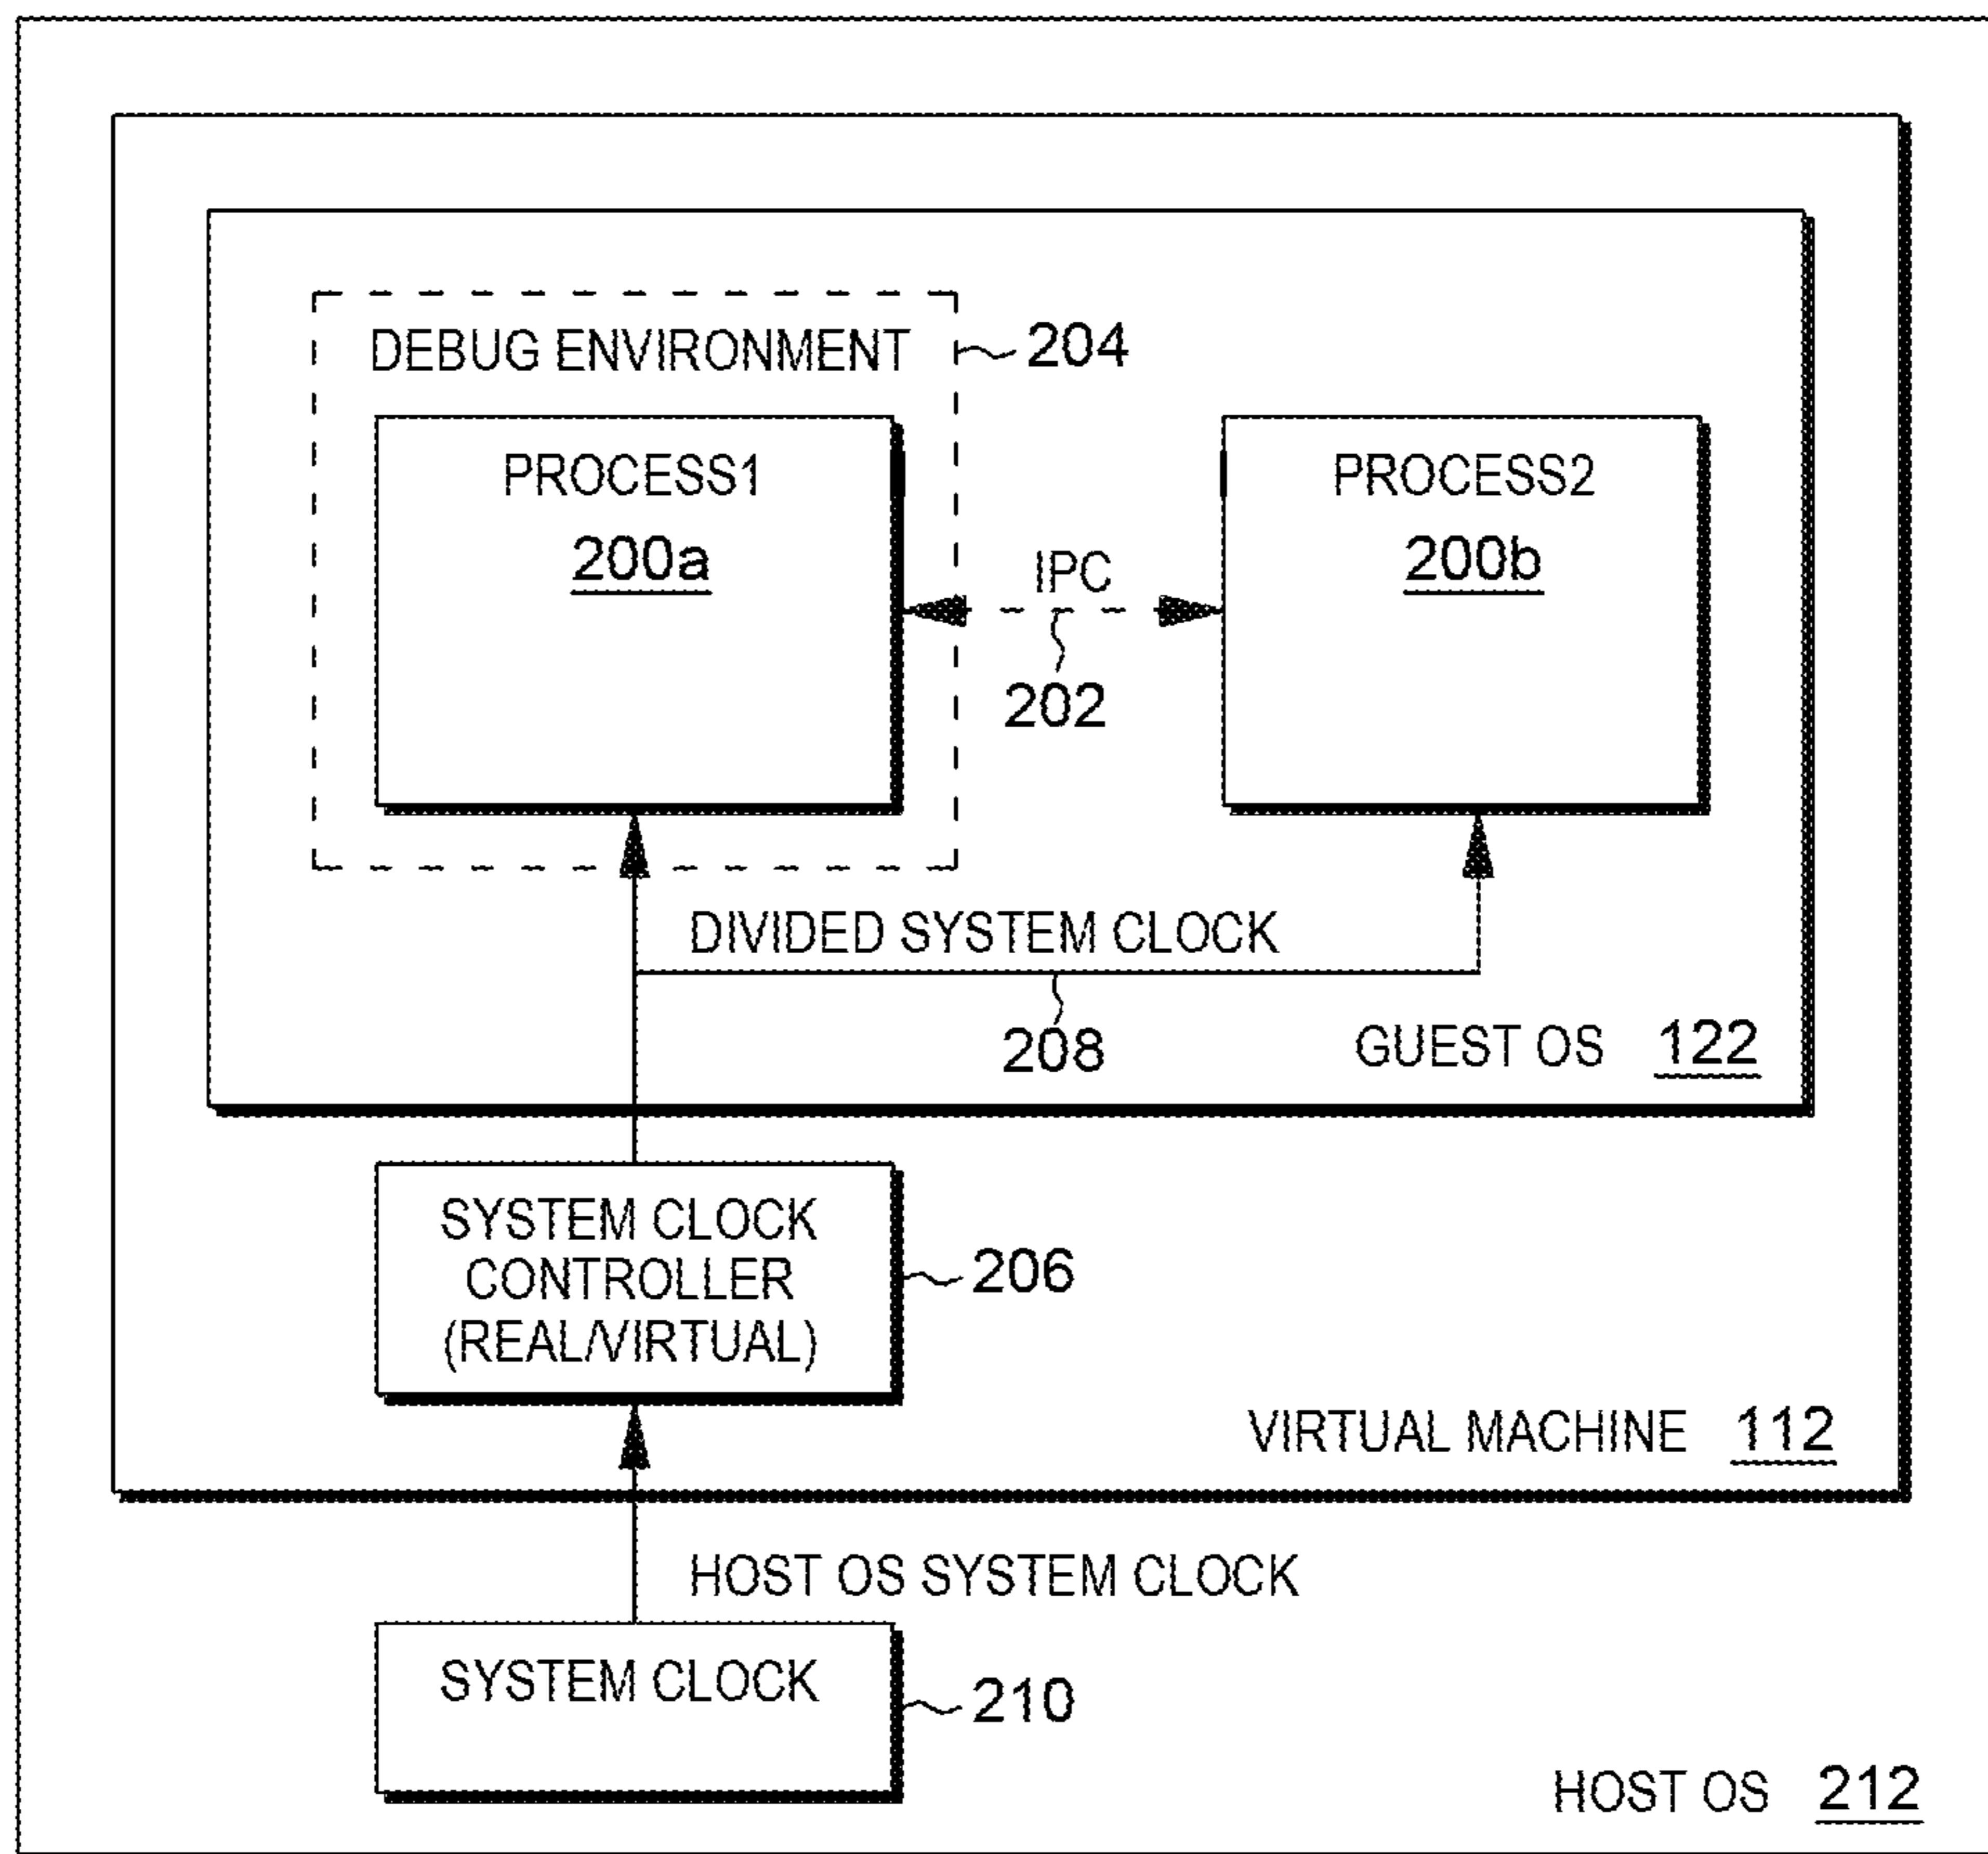 DEBUG ENVIRONMENT
204
PROCESS1
200a
PROCESS2
200b
IPC
202
DIVIDED SYSTEM CLOCK
208
GUEST OS 122
SYSTEM CLOCK
CONTROLLER
(REAL/VIRTUAL)
206
VIRTUAL MACHINE 112
HOST OS SYSTEM CLOCK
SYSTEM CLOCK
210
HOST OS 212